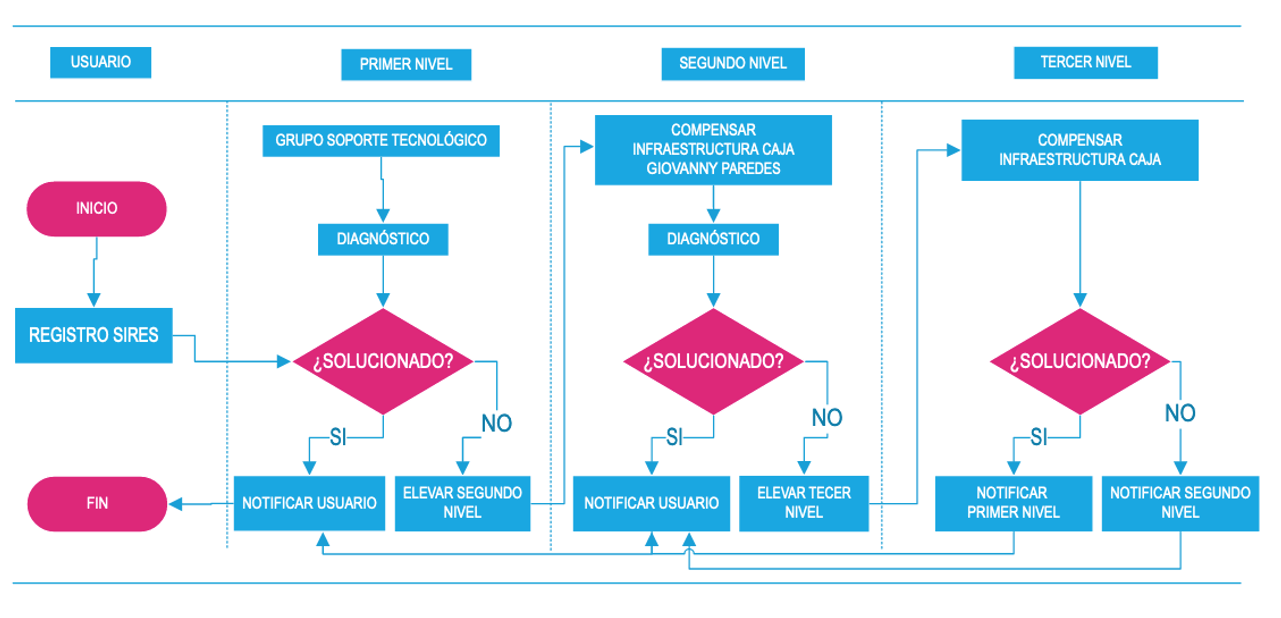 USUARIO
PRIMER NIVEL
SEGUNDO NIVEL
TERCER NIVEL
INICIO
REGISTRO SIRES
FIN
GRUPO SOPORTE TECNOLÓGICO
DIAGNÓSTICO
¿SOLUCIONADO?
SI
NO
NOTIFICAR USUARIO
ELEVAR SEGUNDO
NIVEL
COMPENSAR
INFRAESTRUCTURA CAJA
GIOVANNY PAREDES
DIAGNÓSTICO
¿SOLUCIONADO?
SI
NO
NOTIFICAR USUARIO
ELEVAR TECER
NIVEL
COMPENSAR
INFRAESTRUCTURA CAJA
¿SOLUCIONADO?
SI
NO
NOTIFICAR
PRIMER NIVEL
NOTIFICAR SEGUNDO
NIVEL